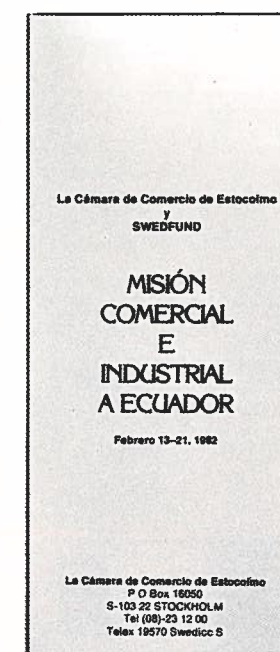 La Cámara de Comercio de Estocolmo
y
SWEDFUND
MISIÓN
COMERCIAL
E
INDUSTRIAL
A ECUADOR
Febrero 13–21, 1982
La Cámara de Comercio de Estocolmo
P O Box 16050
S-103 22 STOCKHOLM
Tel (08)-23 12 00
Telex 19570 Swedicc S